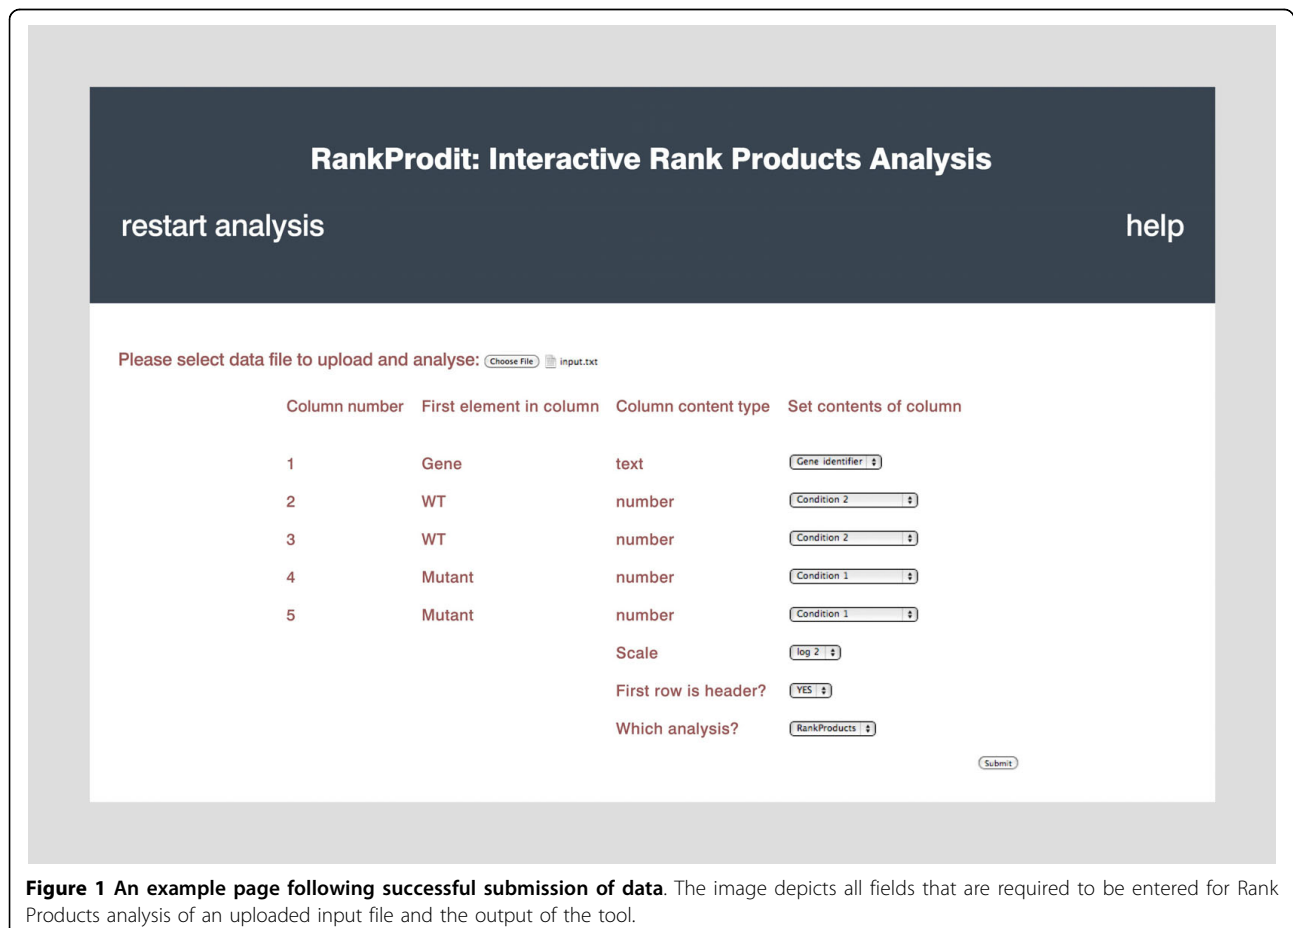 RankProdit: Interactive Rank Products Analysis
restart analysis help
Please select data file to upload and analyse: Choose File input.txt
Column number First element in column Column content type Set contents of column
1 Gene text Gene identifier
2 WT number Condition 2
3 WT number Condition 2
4 Mutant number Condition 1
5 Mutant number Condition 1
Scale log 2
First row is header? YES
Which analysis? RankProducts
Submit
Figure 1 An example page following successful submission of data. The image depicts all fields that are required to be entered for Rank
Products analysis of an uploaded input file and the output of the tool.